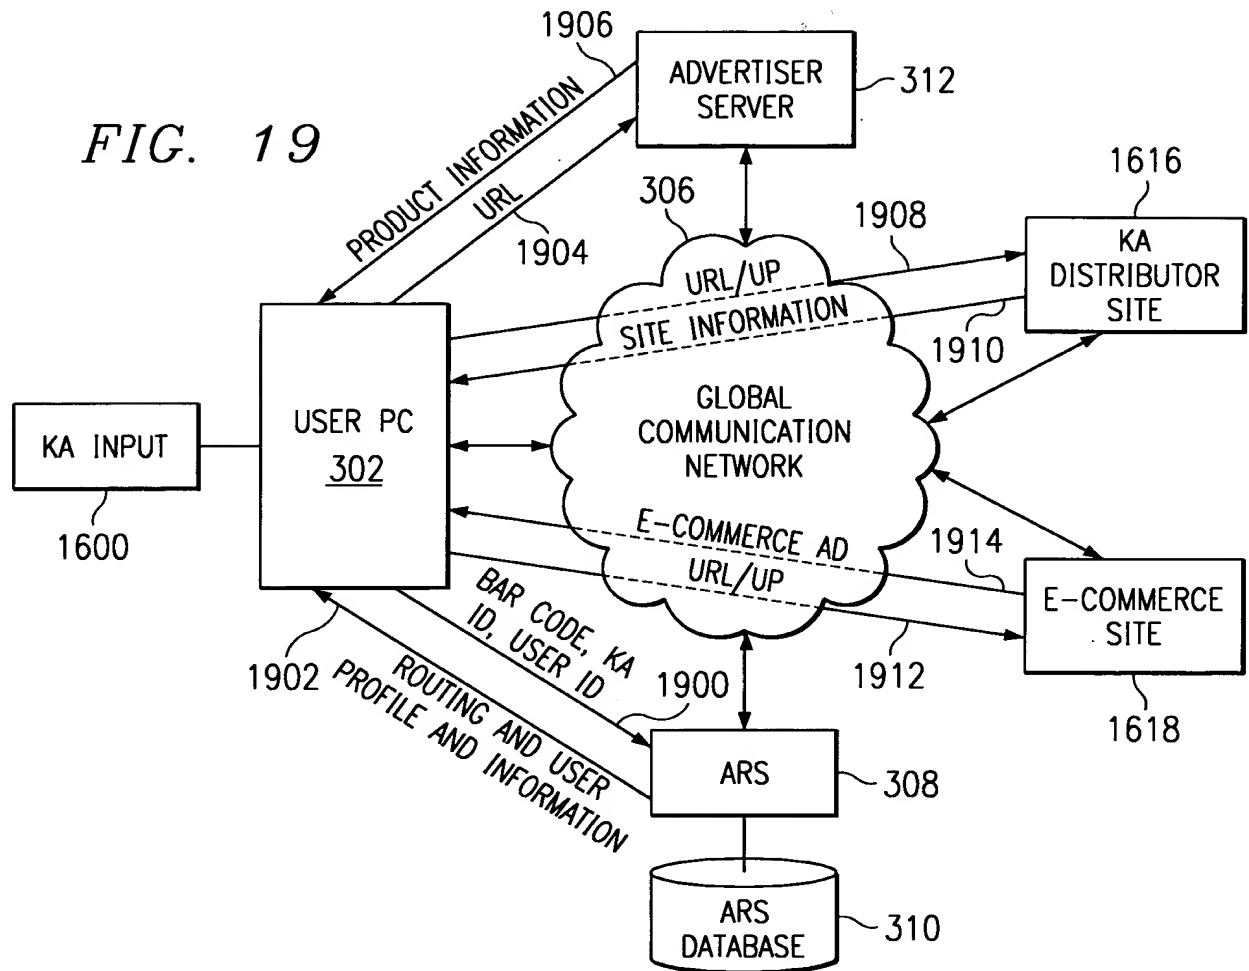 FIG. 19
1906
ADVERTISER
SERVER
312
PRODUCT INFORMATION
URL
1904
306
1908
1616
KA
DISTRIBUTOR
SITE
URL/UP
SITE INFORMATION
1910
GLOBAL
COMMUNICATION
NETWORK
USER PC
302
KA INPUT
1600
E-COMMERCE AD
URL/UP
1914
E-COMMERCE
SITE
1912
1618
BAR CODE, KA
ID, USER ID
1900
1902
ROUTING AND USER
PROFILE AND INFORMATION
ARS
308
ARS
DATABASE
310